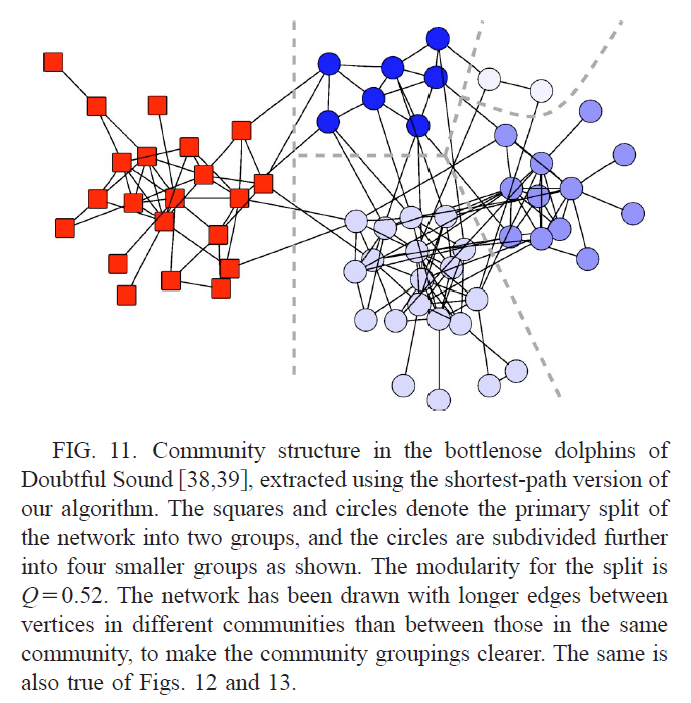 FIG. 11. Community structure in the bottlenose dolphins of
Doubtful Sound [38,39], extracted using the shortest-path version of
our algorithm. The squares and circles denote the primary split of
the network into two groups, and the circles are subdivided further
into four smaller groups as shown. The modularity for the split is
Q=0.52. The network has been drawn with longer edges between
vertices in different communities than between those in the same
community, to make the community groupings clearer. The same is
also true of Figs. 12 and 13.